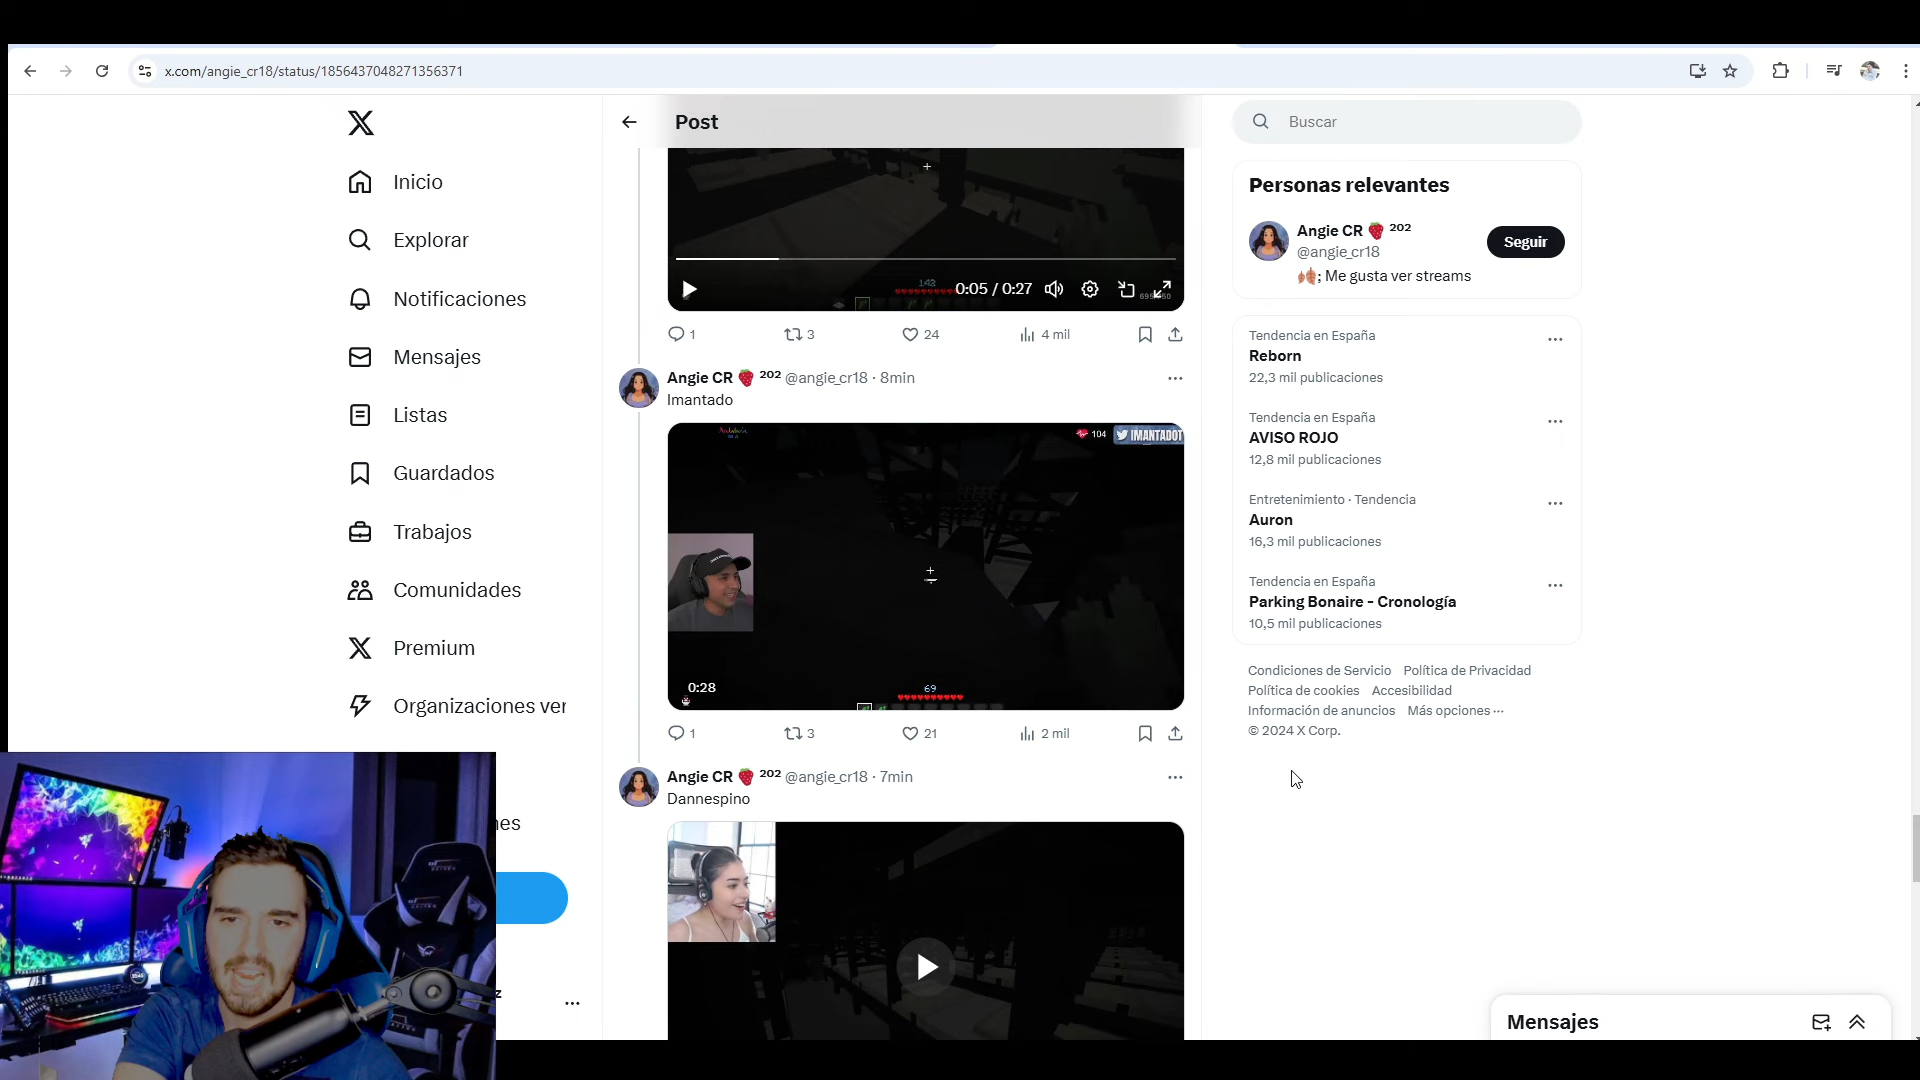 x.com/angie_cr18/status/1856437048271356371
Post
Buscar
Inicio
Explorar
Notificaciones
Mensajes
Listas
Guardados
Trabajos
Comunidades
Premium
Organizaciones ver
nes
z
142
0:05 / 0:27
1
3
24
4 mil
Angie CR 🍓 ²⁰² @angie_cr18 · 8min
Imantado
104
IMANTADOT
0:28
69
1
3
21
2 mil
Angie CR 🍓 ²⁰² @angie_cr18 · 7min
Dannespino
Personas relevantes
Angie CR 🍓 ²⁰²
@angie_cr18
Seguir
🫁; Me gusta ver streams
Tendencia en España
Reborn
22,3 mil publicaciones
Tendencia en España
AVISO ROJO
12,8 mil publicaciones
Entretenimiento · Tendencia
Auron
16,3 mil publicaciones
Tendencia en España
Parking Bonaire - Cronología
10,5 mil publicaciones
Condiciones de Servicio Política de Privacidad
Política de cookies Accesibilidad
Información de anuncios Más opciones ···
© 2024 X Corp.
Mensajes